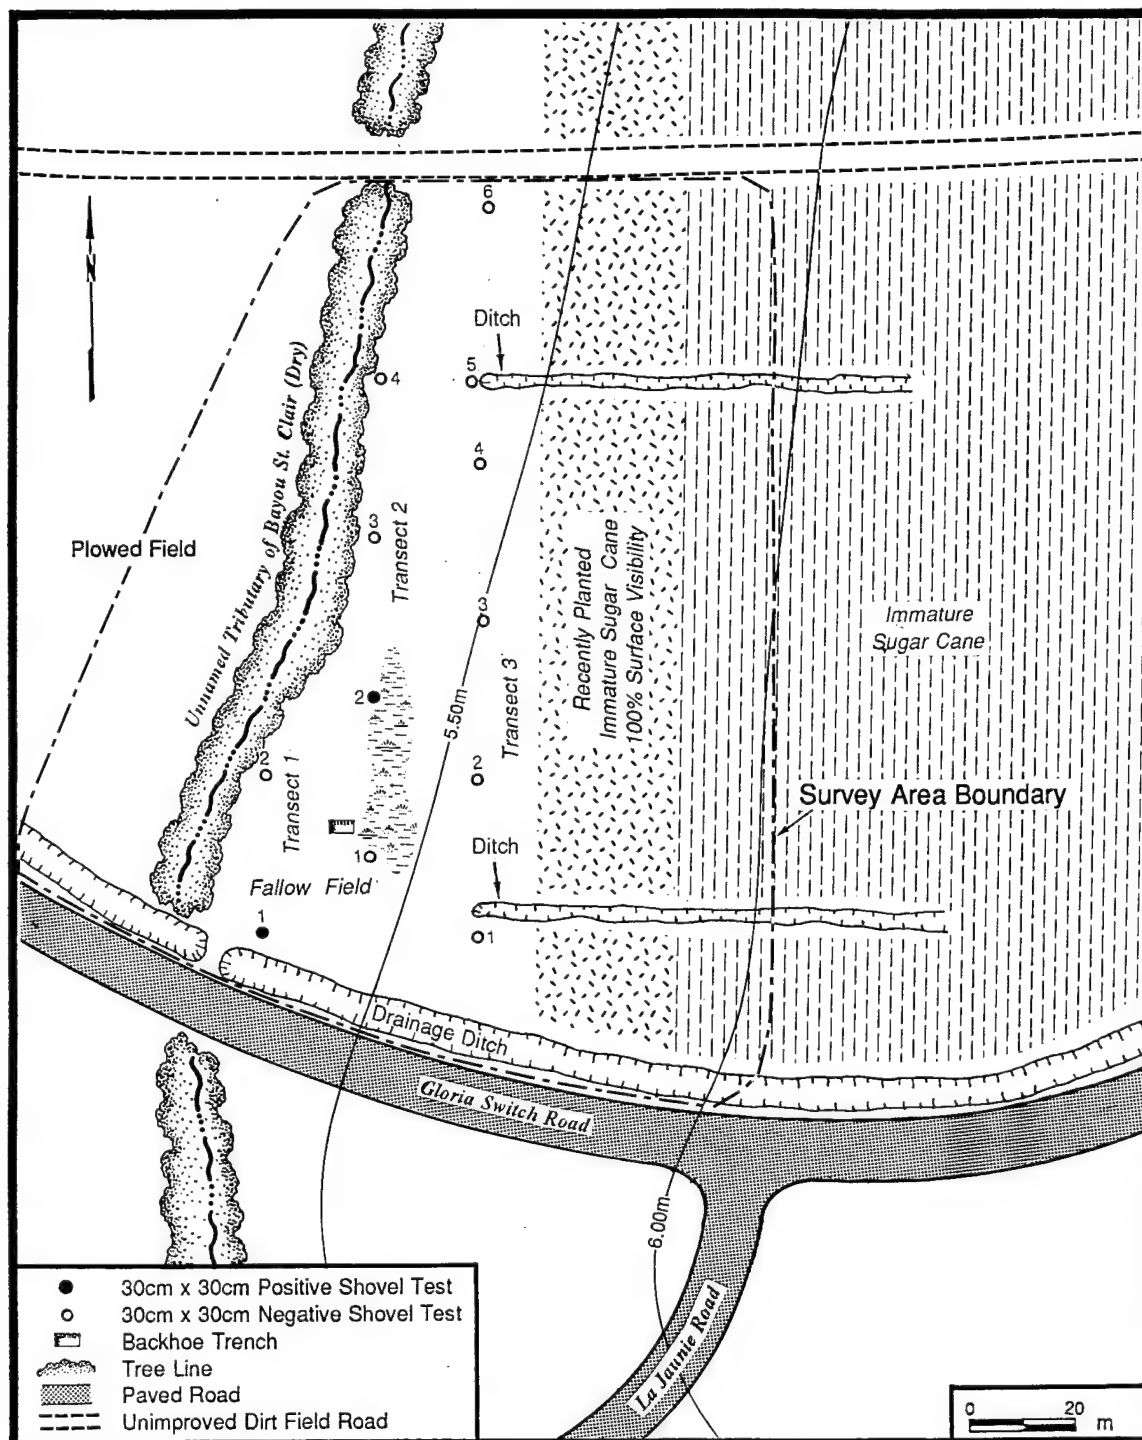 N
6
Ditch
5
4
4
Unnamed Tributary of Bayou St. Clair (Dry)
3
Transect 2
Plowed Field
3
Recently Planted
Immature Sugar Cane
100% Surface Visibility
Immature
Sugar Cane
2
5.50m
Transect 3
2
Transect 1
2
Survey Area Boundary
1
Ditch
Fallow Field
1
1
Drainage Ditch
Gloria Switch Road
6.00m
La Jaunie Road
30cm x 30cm Positive Shovel Test
30cm x 30cm Negative Shovel Test
Backhoe Trench
Tree Line
Paved Road
Unimproved Dirt Field Road
0 20
m